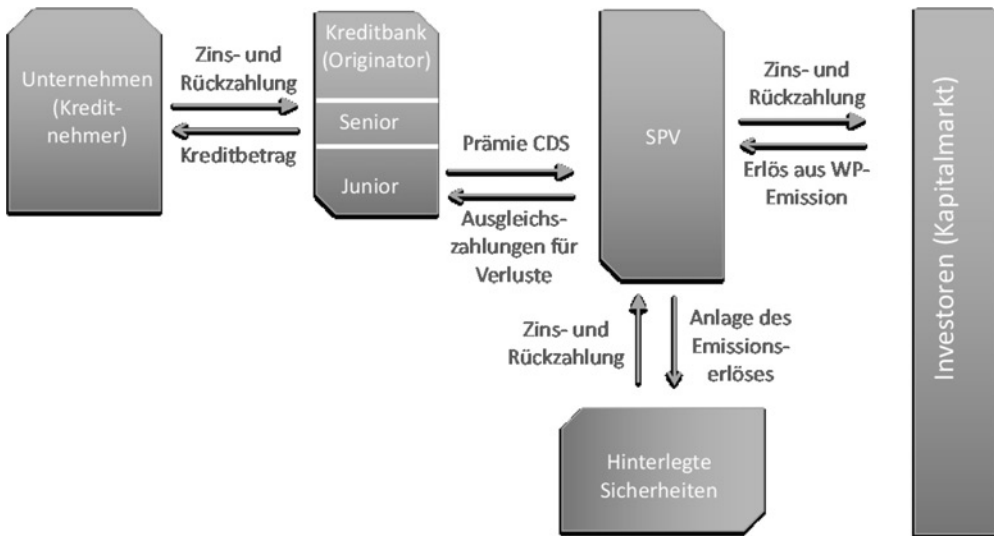 Unternehmen
(Kredit-
nehmer)
Zins- und
Rückzahlung
Kreditbetrag
Kreditbank
(Originator)
Senior
Junior
Prämie CDS
Ausgleichs-
zahlungen für
Verluste
SPV
Zins- und
Rückzahlung
Erlös aus WP-
Emission
Zins- und
Rückzahlung
Anlage des
Emissions-
erlöses
Hinterlegte
Sicherheiten
Investoren (Kapitalmarkt)